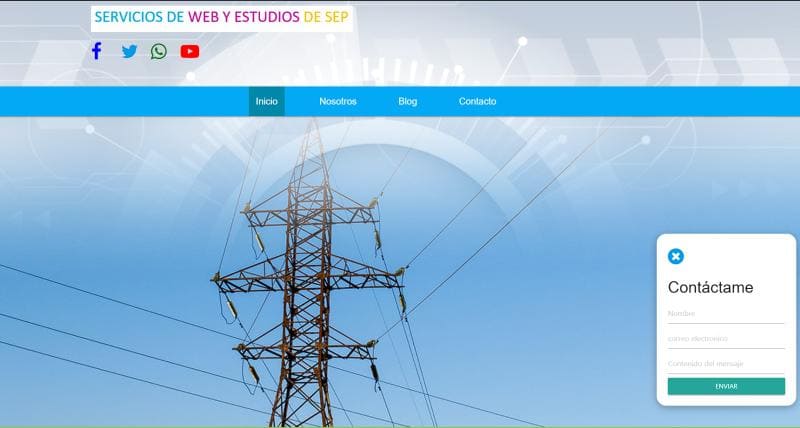 SERVICIOS DE WEB Y ESTUDIOS DE SEP
Inicio Nosotros Blog Contacto
Contáctame
Nombre
correo electronico
Contenido del mensaje
ENVIAR